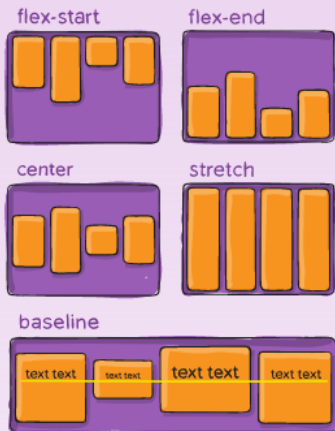 flex-start
flex-end
center
stretch
baseline
text text
text text
text text
text text